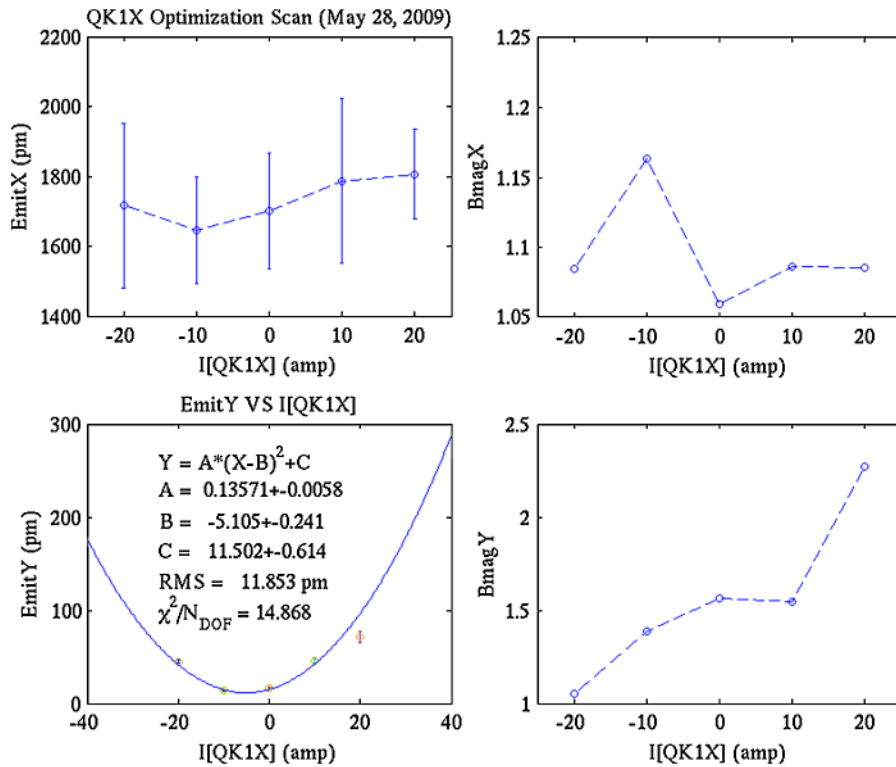 QK1X Optimization Scan (May 28, 2009)
2200
2000
1800
1600
1400
EmitX (pm)
-20 -10 0 10 20
I[QK1X] (amp)
1.25
1.2
1.15
1.1
1.05
BmagX
-20 -10 0 10 20
I[QK1X] (amp)
EmitY VS I[QK1X]
300
200
100
0
EmitY (pm)
Y = A*(X-B)²+C
A = 0.13571+-0.0058
B = -5.105+-0.241
C = 11.502+-0.614
RMS = 11.853 pm
χ²/N_DOF = 14.868
-40 -20 0 20 40
I[QK1X] (amp)
2.5
2
1.5
1
BmagY
-20 -10 0 10 20
I[QK1X] (amp)